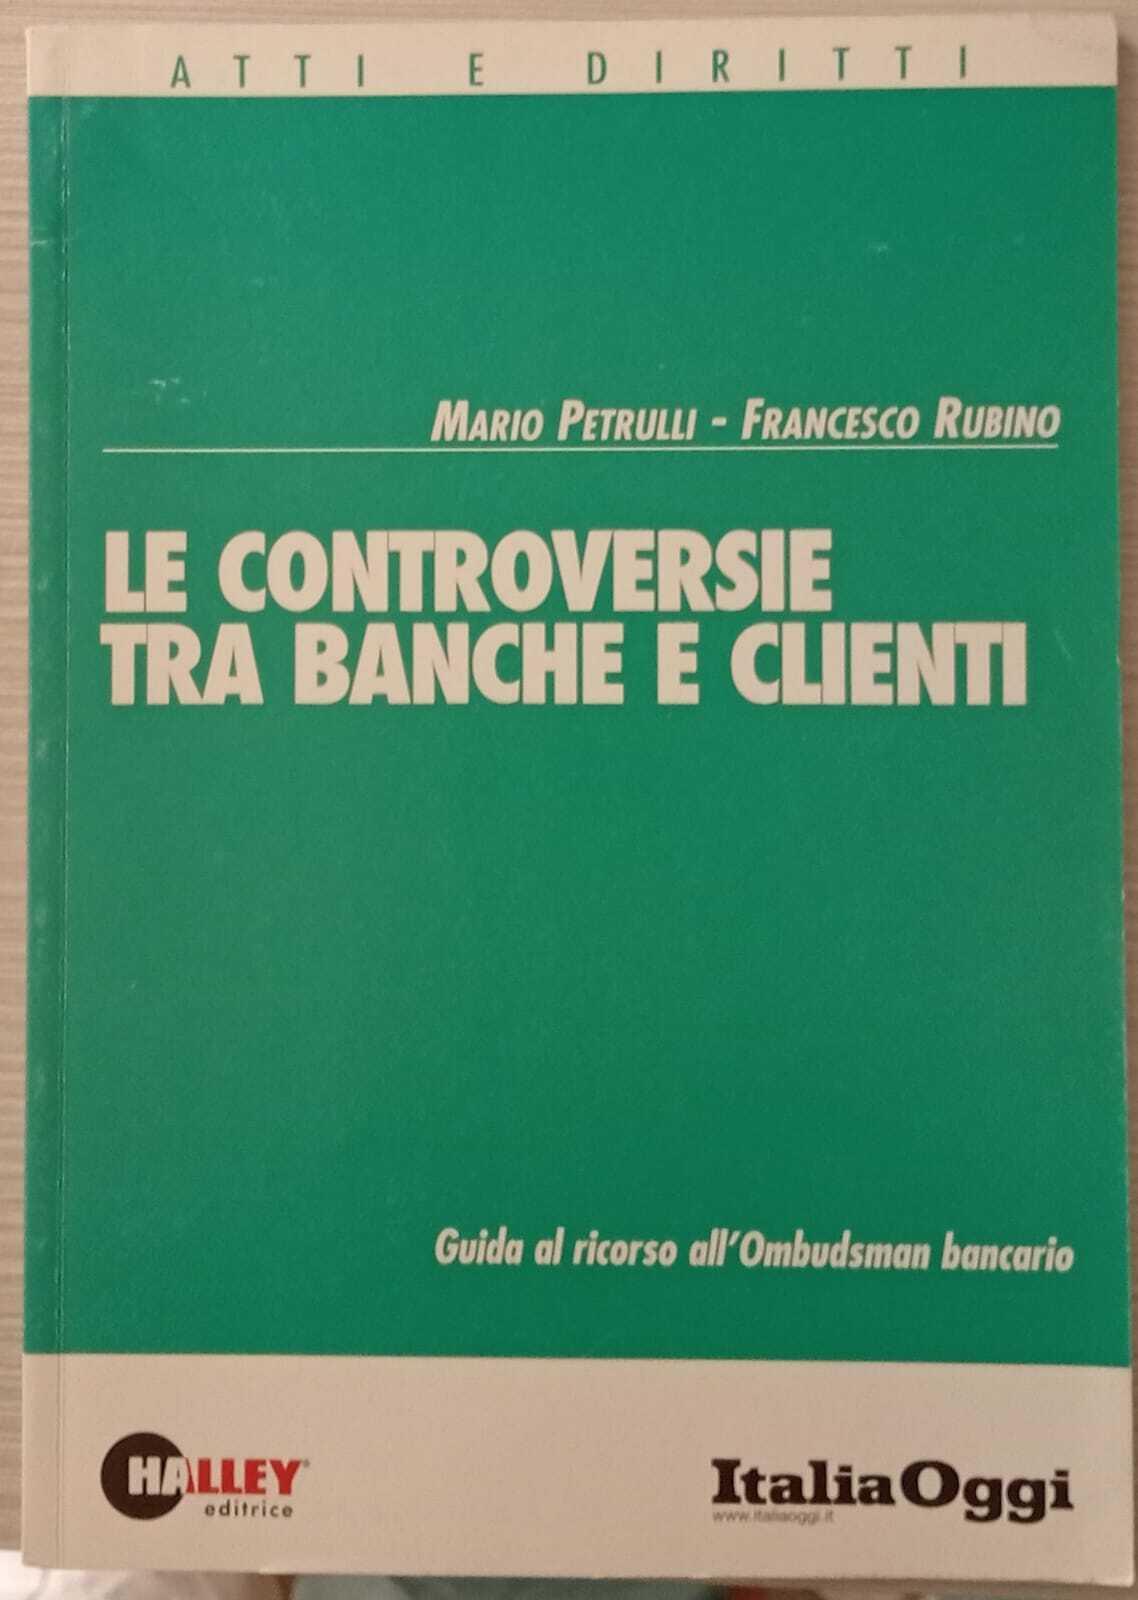 ATTI E DIRITTI
MARIO PETRULLI - FRANCESCO RUBINO
LE CONTROVERSIE
TRA BANCHE E CLIENTI
Guida al ricorso all'Ombudsman bancario
HALLEY®
editrice
ItaliaOggi
www.italiaoggi.it